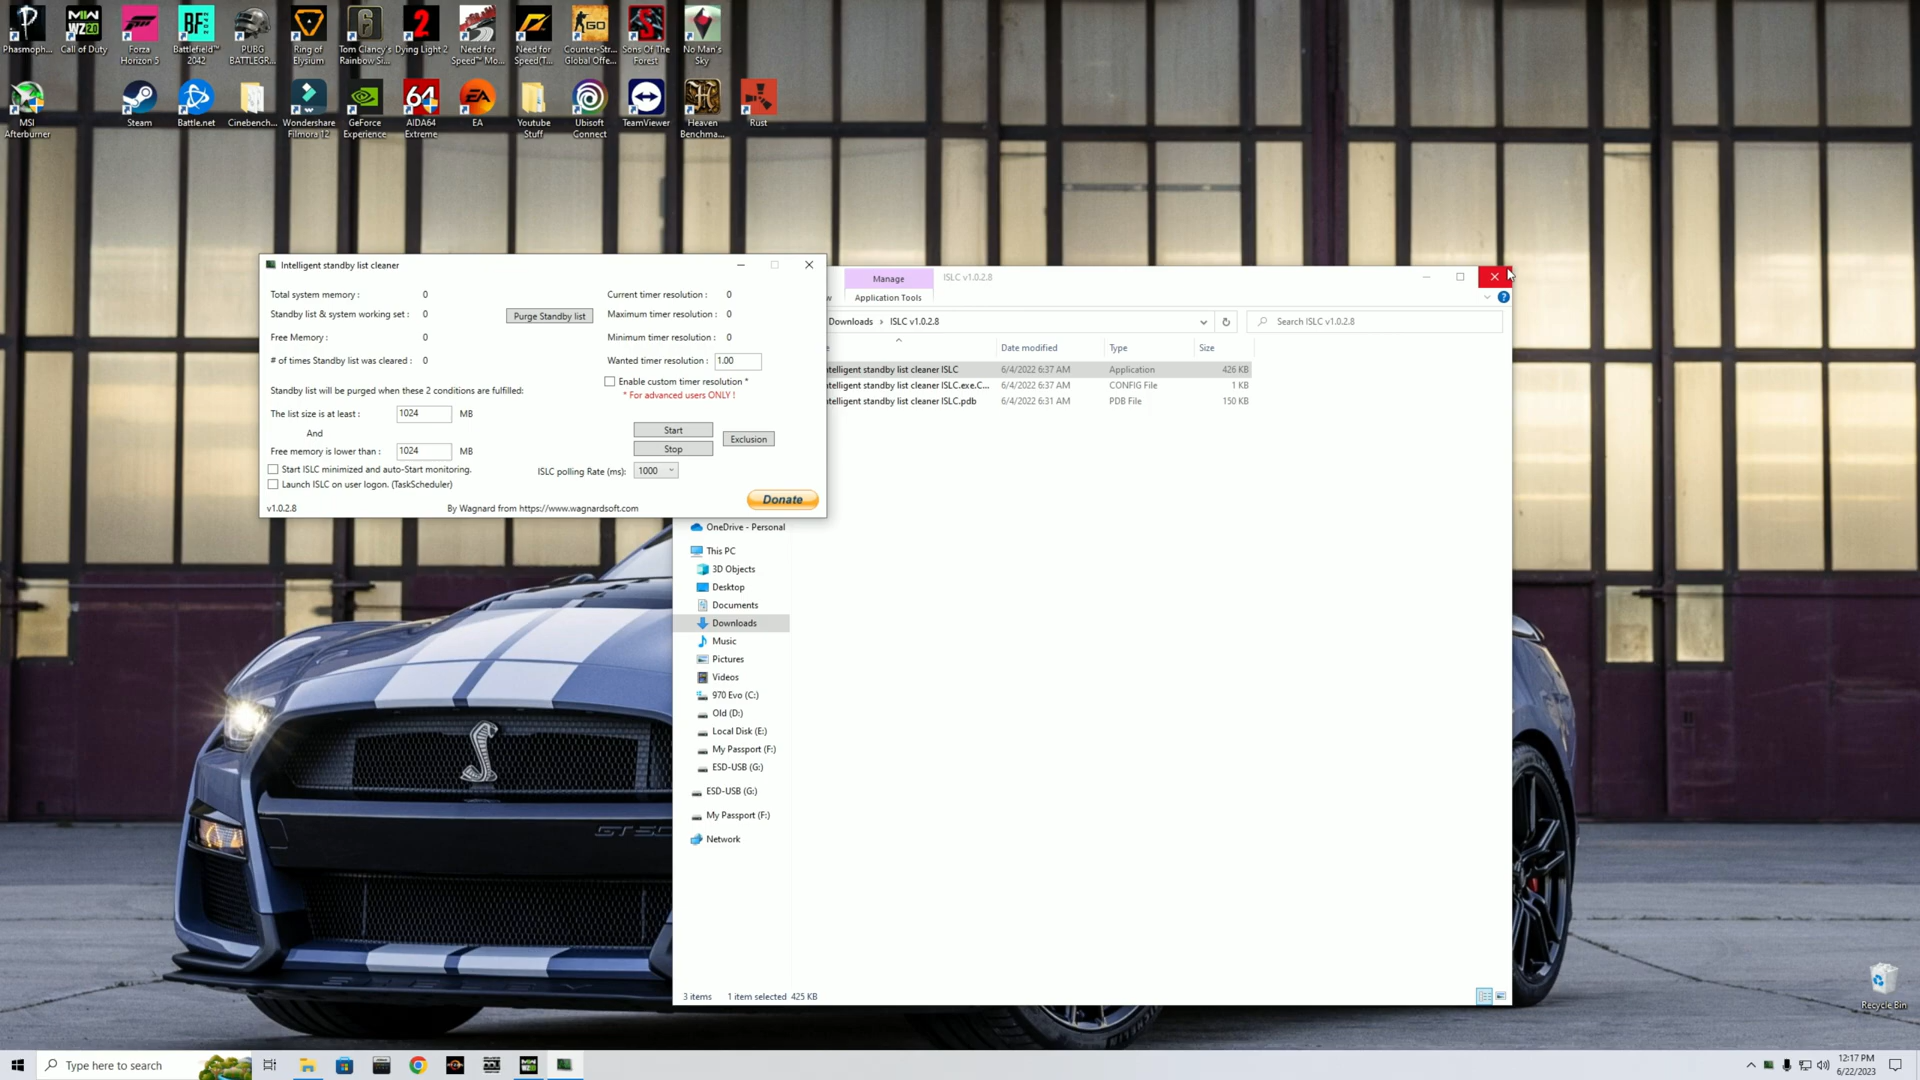 Phasmoph...
Call of Duty
Forza
Horizon 5
Battlefield™
2042
PUBG
BATTLEGR...
Ring of
Elysium
Tom Clancy's
Rainbow Si...
Dying Light 2
Need for
Speed™ Mo...
Need for
Speed(T...
Counter-Str...
Global Offe...
Sons Of The
Forest
No Man's
Sky
MSI
Afterburner
Steam
Battle.net
Cinebench...
Wondershare
Filmora 12
GeForce
Experience
AIDA64
Extreme
EA
Youtube
Stuff
Ubisoft
Connect
TeamViewer
Heaven
Benchma...
Rust
Intelligent standby list cleaner
Total system memory : 0
Standby list & system working set : 0
Free Memory : 0
# of times Standby list was cleared : 0
Purge Standby list
Current timer resolution : 0
Maximum timer resolution : 0
Minimum timer resolution : 0
Wanted timer resolution : 1.00
Enable custom timer resolution *
* For advanced users ONLY !
Standby list will be purged when these 2 conditions are fulfilled:
The list size is at least : 1024 MB
And
Free memory is lower than : 1024 MB
Start
Stop
Exclusion
Start ISLC minimized and auto-Start monitoring.
Launch ISLC on user logon. (TaskScheduler)
ISLC polling Rate (ms): 1000
Donate
v1.0.2.8
By Wagnard from https://www.wagnardsoft.com
Manage
ISLC v1.0.2.8
w
Application Tools
Downloads › ISLC v1.0.2.8
Search ISLC v1.0.2.8
e
Date modified
Type
Size
ntelligent standby list cleaner ISLC 6/4/2022 6:37 AM Application 426 KB
ntelligent standby list cleaner ISLC.exe.C... 6/4/2022 6:37 AM CONFIG File 1 KB
ntelligent standby list cleaner ISLC.pdb 6/4/2022 6:31 AM PDB File 150 KB
OneDrive - Personal
This PC
3D Objects
Desktop
Documents
Downloads
Music
Pictures
Videos
970 Evo (C:)
Old (D:)
Local Disk (E:)
My Passport (F:)
ESD-USB (G:)
ESD-USB (G:)
My Passport (F:)
Network
3 items 1 item selected 425 KB
Recycle Bin
Type here to search
12:17 PM
6/22/2023